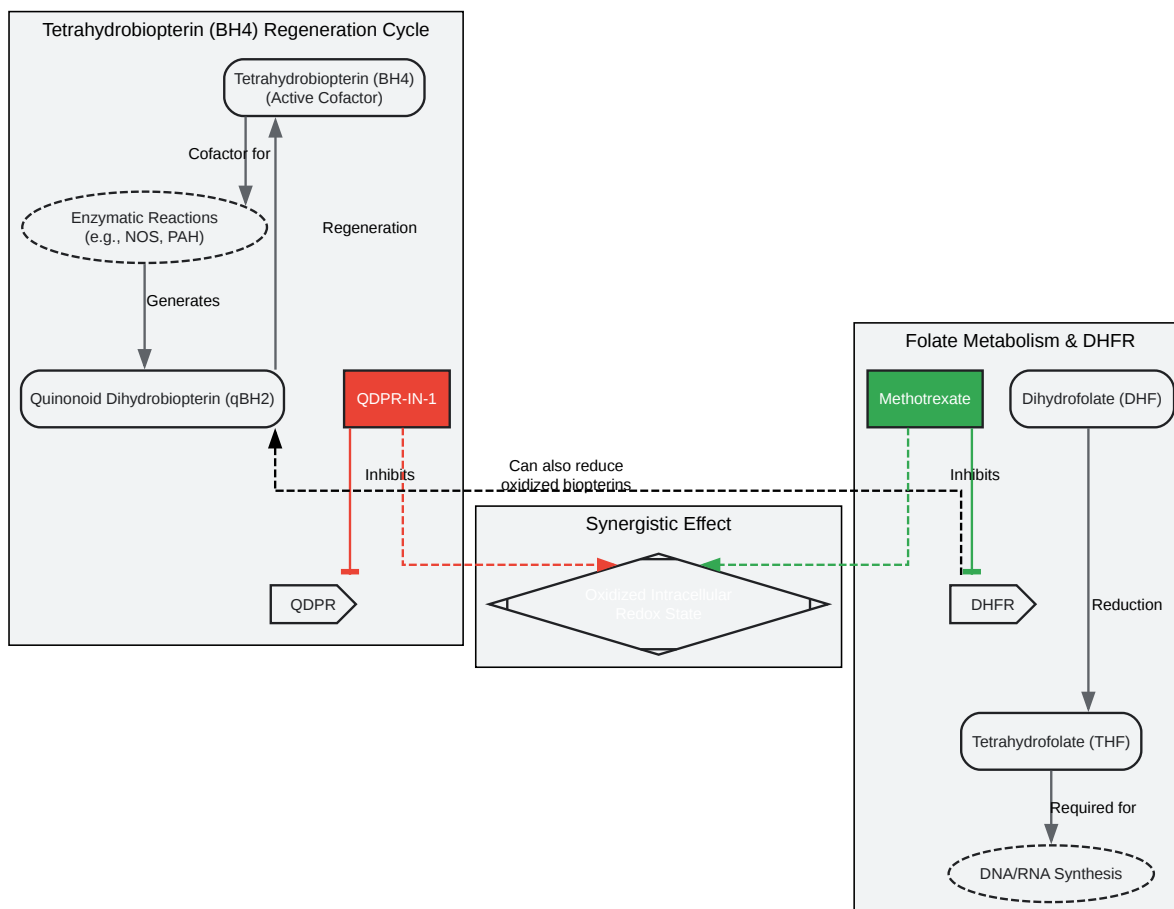 Tetrahydrobiopterin (BH4) Regeneration Cycle
Tetrahydrobiopterin (BH4)
(Active Cofactor)
Cofactor for
Enzymatic Reactions
(e.g., NOS, PAH)
Regeneration
Generates
Quinonoid Dihydrobiopterin (qBH2)
QDPR-IN-1
Inhibits
QDPR
Can also reduce
oxidized biopterins
Synergistic Effect
Oxidized Intracellular
Redox State
Folate Metabolism & DHFR
Methotrexate
Dihydrofolate (DHF)
Inhibits
DHFR
Reduction
Tetrahydrofolate (THF)
Required for
DNA/RNA Synthesis